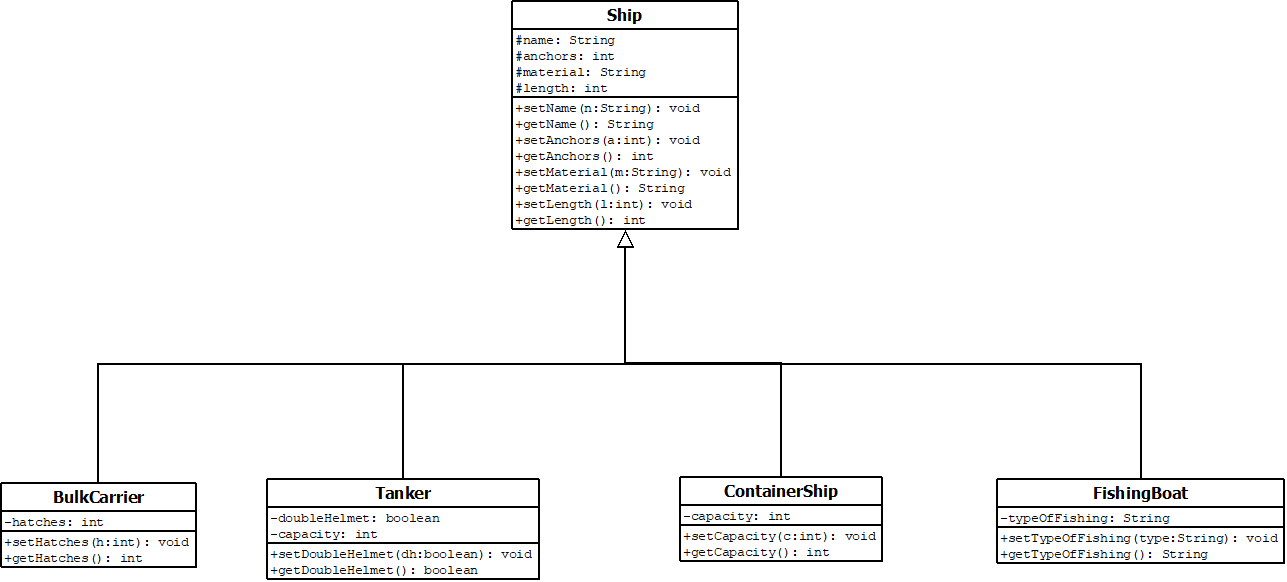 Ship
#name: String
#anchors: int
#material: String
#length: int
+setName(n:String): void
+getName(): String
+setAnchors(a:int): void
+getAnchors(): int
+setMaterial(m:String): void
+getMaterial(): String
+setLength(l:int): void
+getLength(): int
BulkCarrier
-hatches: int
+setHatches(h:int): void
+getHatches(): int
Tanker
-doubleHelmet: boolean
-capacity: int
+setDoubleHelmet(dh:boolean): void
+getDoubleHelmet(): boolean
ContainerShip
-capacity: int
+setCapacity(c:int): void
+getCapacity(): int
FishingBoat
-typeOfFishing: String
+setTypeOfFishing(type:String): void
+getTypeOfFishing(): String